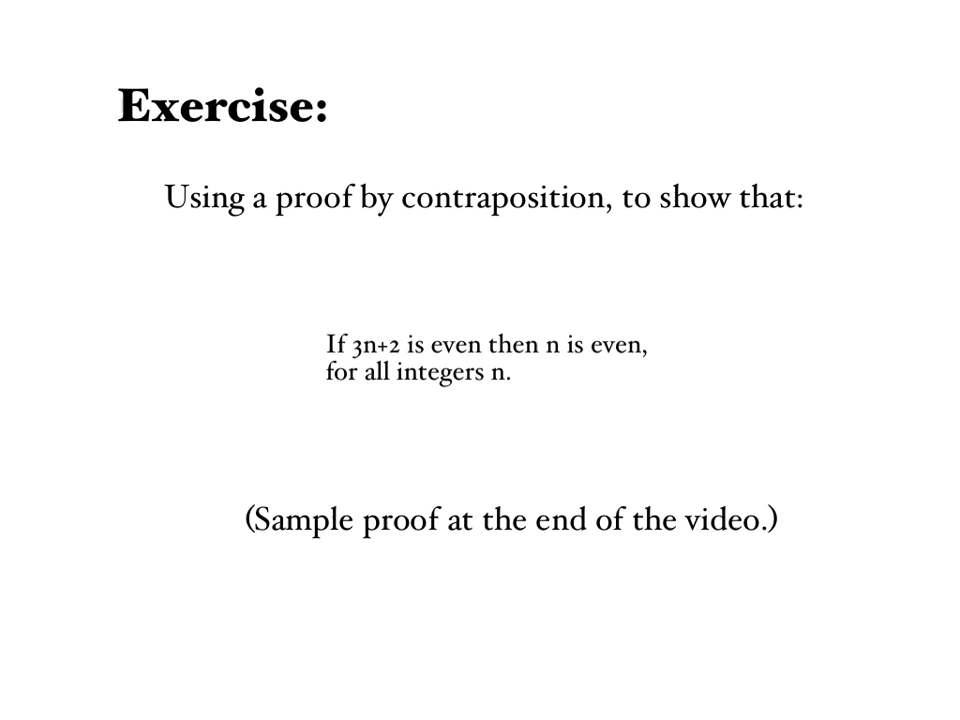 Exercise:
Using a proof by contraposition, to show that:
If 3n+2 is even then n is even,
for all integers n.
(Sample proof at the end of the video.)